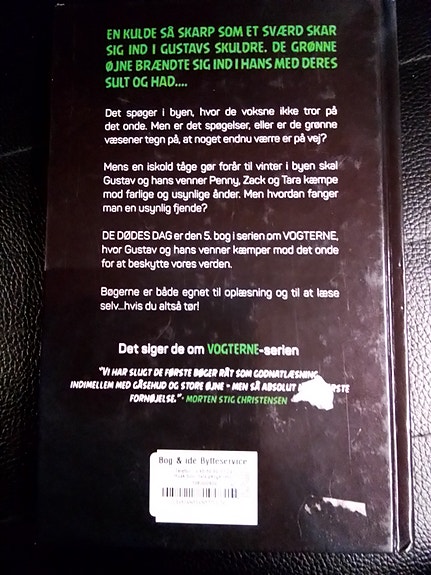 EN KULDE SÅ SKARP SOM ET SVÆRD SKAR
SIG IND I GUSTAVS SKULDRE. DE GRØNNE
ØJNE BRÆNDTE SIG IND I HANS MED DERES
SULT OG HAD....
Det spøger i byen, hvor de voksne ikke tror på
det onde. Men er det spøgelser, eller er de grønne
væsener tegn på, at noget endnu værre er på vej?
Mens en iskold tåge gør forår til vinter i byen skal
Gustav og hans venner Penny, Zack og Tara kæmpe
mod farlige og usynlige ånder. Men hvordan fanger
man en usynlig fjende?
DE DØDES DAG er den 5. bog i serien om VOGTERNE,
hvor Gustav og hans venner kæmper mod det onde
for at beskytte vores verden.
Bøgerne er både egnet til oplæsning og til at læse
selv...hvis du altså tør!
Det siger de om VOGTERNE-serien
"VI HAR SLUGT DE FØRSTE BØGER RÅT SOM GODNATLÆSNING,
INDIMELLEM MED GÅSEHUD OG STORE ØJNE - MEN SÅ ABSOLUT
FORNØJELSE."- MORTEN STIG CHRISTENSEN
Bog & ide Bytteservice